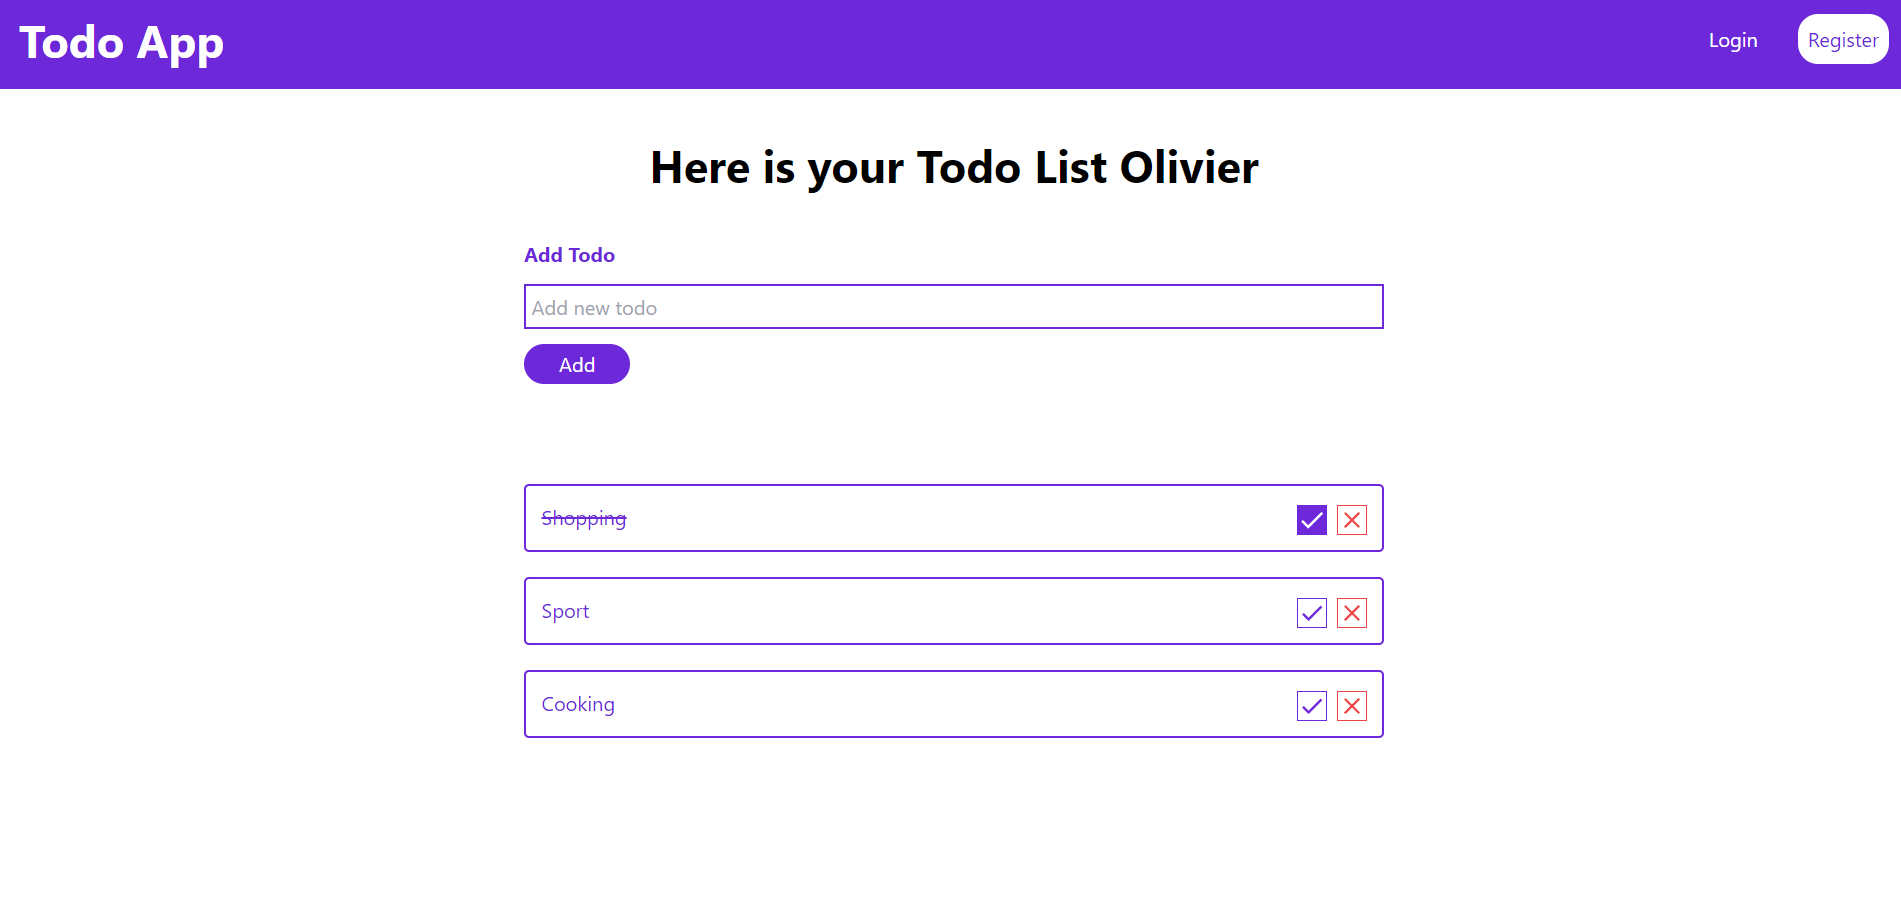 Todo App
Login
Register
Here is your Todo List Olivier
Add Todo
Add new todo
Add
Shopping
Sport
Cooking